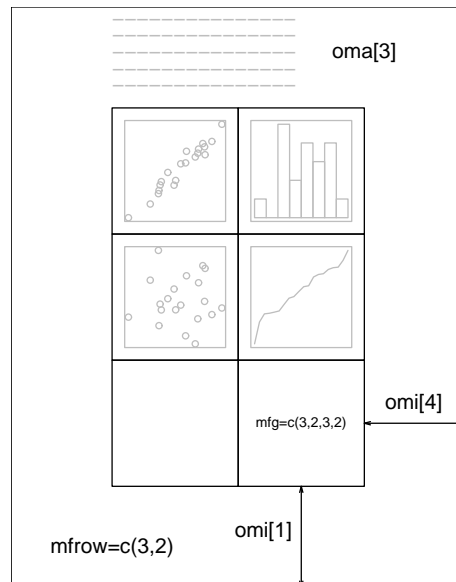 oma[3]
omi[4]
mfg=c(3,2,3,2)
omi[1]
mfrow=c(3,2)